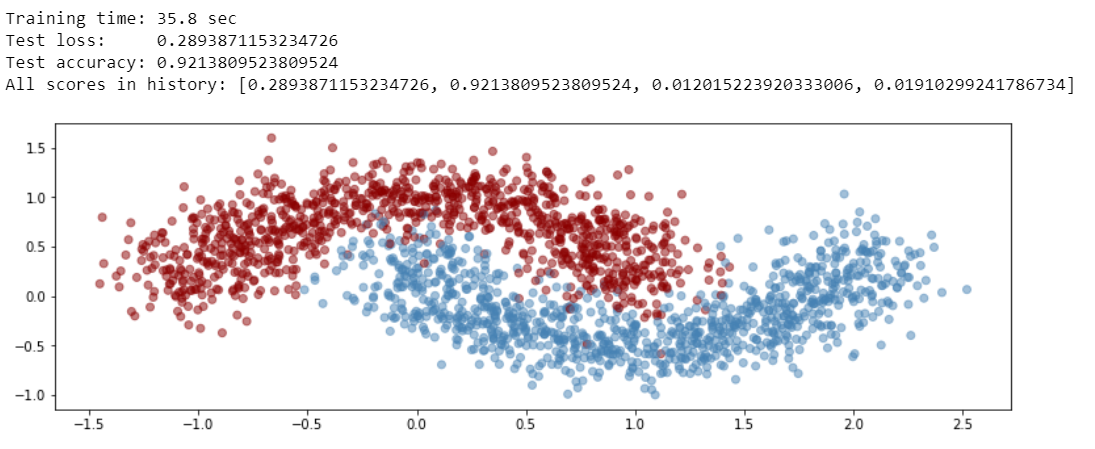 Training time: 35.8 sec
Test loss:     0.2893871153234726
Test accuracy: 0.9213809523809524
All scores in history: [0.2893871153234726, 0.9213809523809524, 0.012015223920333006, 0.01910299241786734]
1.5
1.0
0.5
0.0
−0.5
−1.0
−1.5 −1.0 −0.5 0.0 0.5 1.0 1.5 2.0 2.5